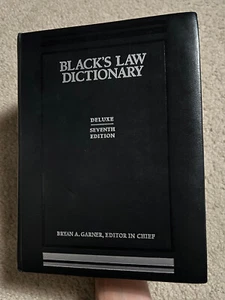 BLACK'S LAW
DICTIONARY
DELUXE
SEVENTH
EDITION
BRYAN A. GARNER, EDITOR IN CHIEF